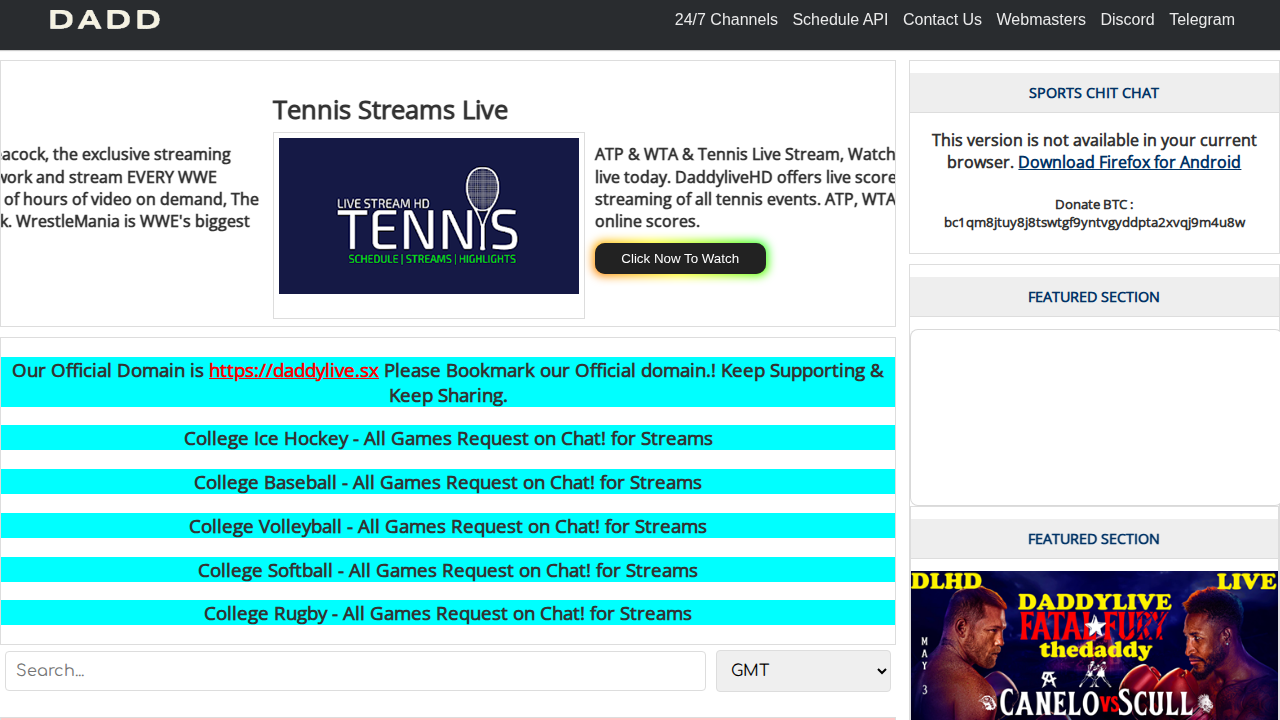 DADD
24/7 Channels Schedule API Contact Us Webmasters Discord Telegram
Tennis Streams Live
the exclusive streaming
and stream EVERY WWE
of hours of video on demand, The
WrestleMania is WWE's biggest
LIVE STREAM HD
TENNIS
SCHEDULE | STREAMS | HIGHLIGHTS
ATP & WTA & Tennis Live Stream, Watch
live today. DaddyliveHD offers live score
streaming of all tennis events. ATP, WTA
online scores.
Click Now To Watch
Our Official Domain is https://daddylive.sx Please Bookmark our Official domain.! Keep Supporting &
Keep Sharing.
College Ice Hockey - All Games Request on Chat! for Streams
College Baseball - All Games Request on Chat! for Streams
College Volleyball - All Games Request on Chat! for Streams
College Softball - All Games Request on Chat! for Streams
College Rugby - All Games Request on Chat! for Streams
Search...
GMT
SPORTS CHIT CHAT
This version is not available in your current
browser. Download Firefox for Android
Donate BTC :
bc1qm8jtuy8j8tswtgf9yntvgyddpta2xvqj9m4u8w
FEATURED SECTION
FEATURED SECTION
DLHD LIVE
DADDYLIVE
FATAL FURY
thedaddy
MAY 3
CANELO VS SCULL